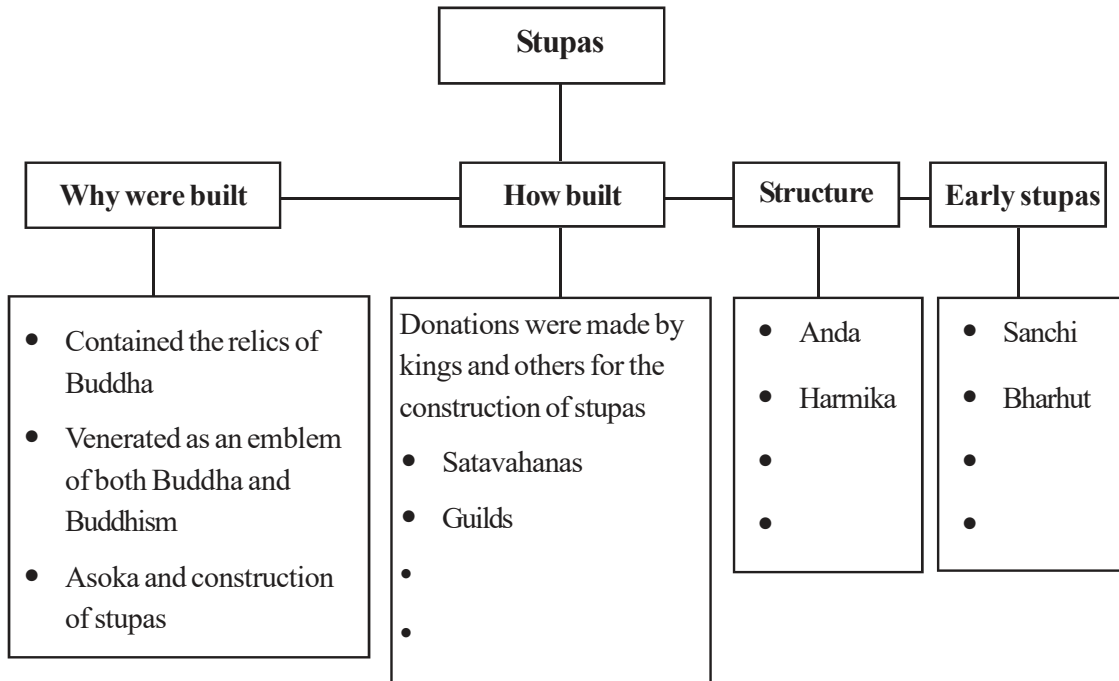 Stupas
Why were built
How built
Structure
Early stupas
• Contained the relics of
Buddha
• Venerated as an emblem
of both Buddha and
Buddhism
• Asoka and construction
of stupas
Donations were made by
kings and others for the
construction of stupas
• Satavahanas
• Guilds
•
•
• Anda
• Harmika
•
•
• Sanchi
• Bharhut
•
•